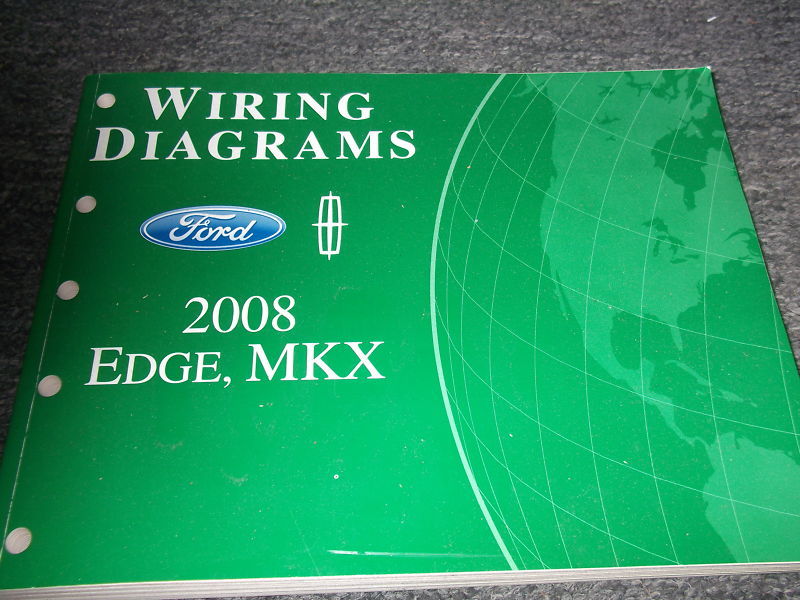 WIRING
DIAGRAMS
Ford
2008
EDGE, MKX